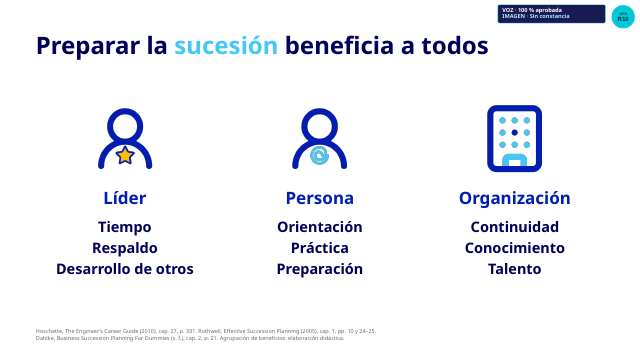 VOZ · 100 % aprobada
IMAGEN · Sin constancia
R10
Preparar la sucesión beneficia a todos
Líder
Tiempo
Respaldo
Desarrollo de otros
Persona
Orientación
Práctica
Preparación
Organización
Continuidad
Conocimiento
Talento
Hoschette, The Engineer's Career Guide (2010), cap. 27, p. 331. Rothwell, Effective Succession Planning (2005), cap. 1, pp. 10 y 24–25.
Dahlke, Business Succession Planning For Dummies (s. f.), cap. 2, p. 21. Agrupación de beneficios: elaboración didáctica.